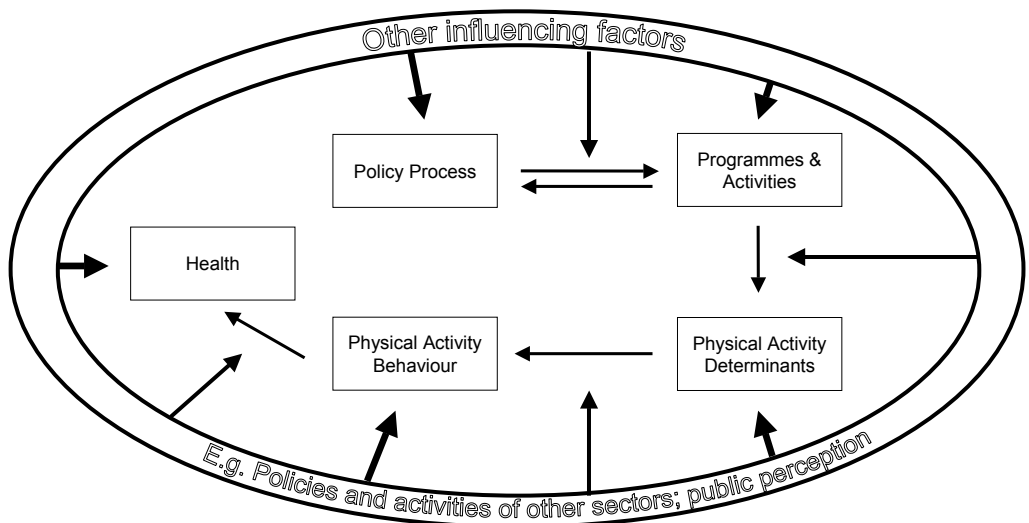 Other influencing factors
Policy Process
Programmes &
Activities
Health
Physical Activity
Behaviour
Physical Activity
Determinants
E.g. Policies and activities of other sectors; public perception